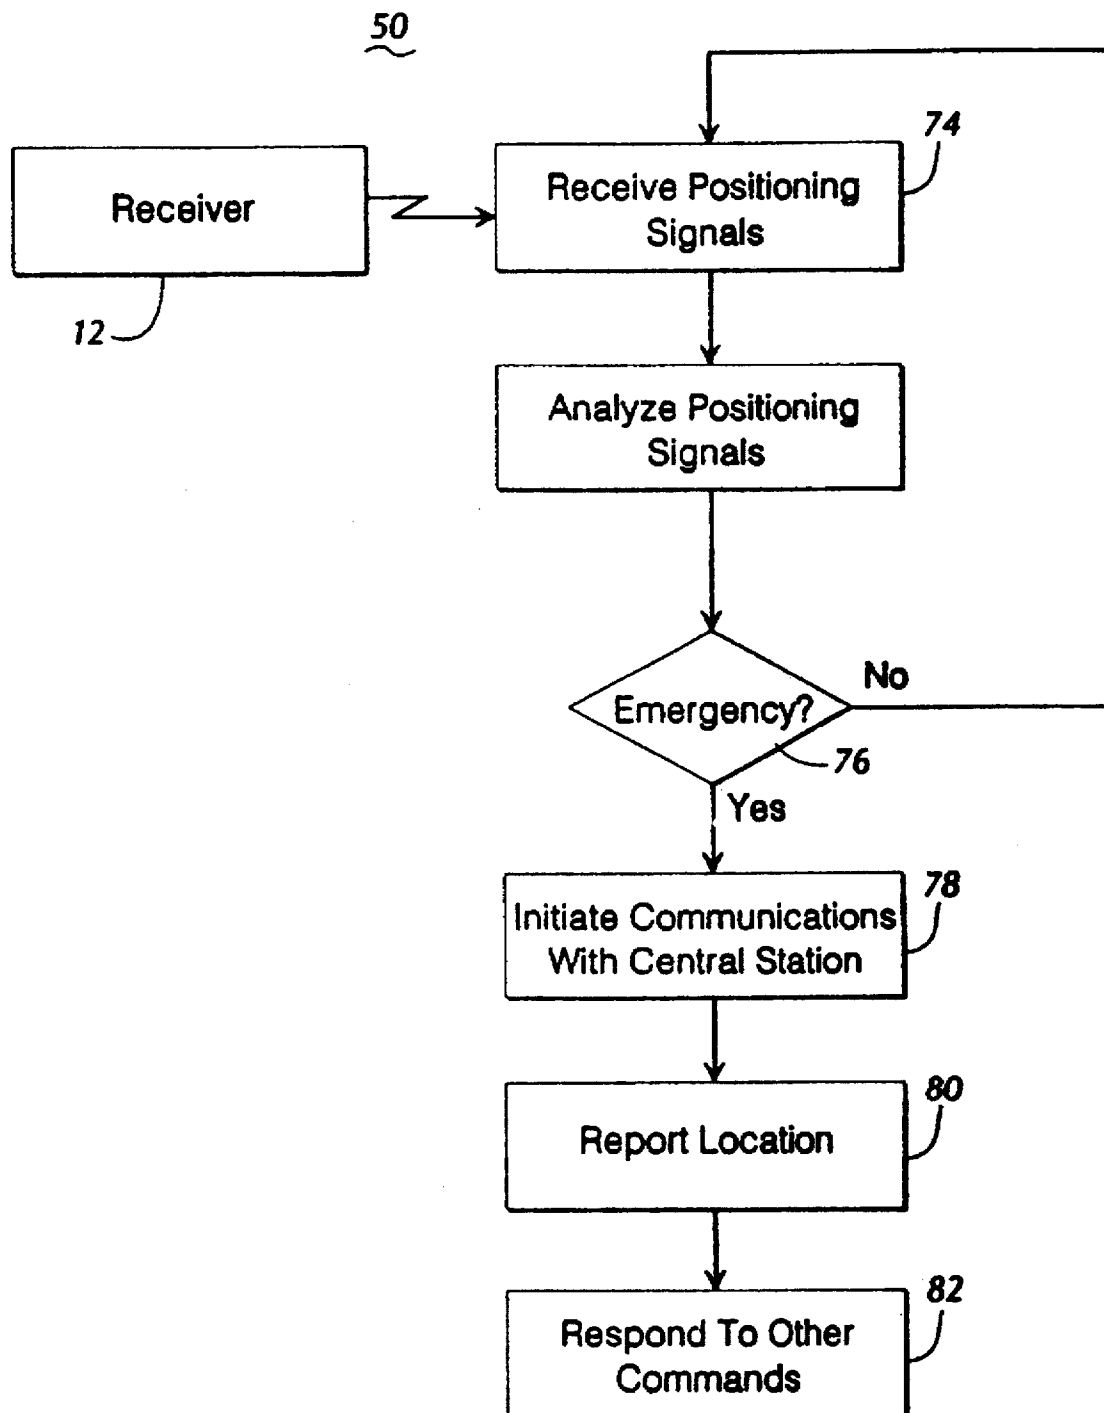 50
74
Receiver
Receive Positioning
Signals
12
Analyze Positioning
Signals
No
Emergency?
76
Yes
78
Initiate Communications
With Central Station
80
Report Location
82
Respond To Other
Commands